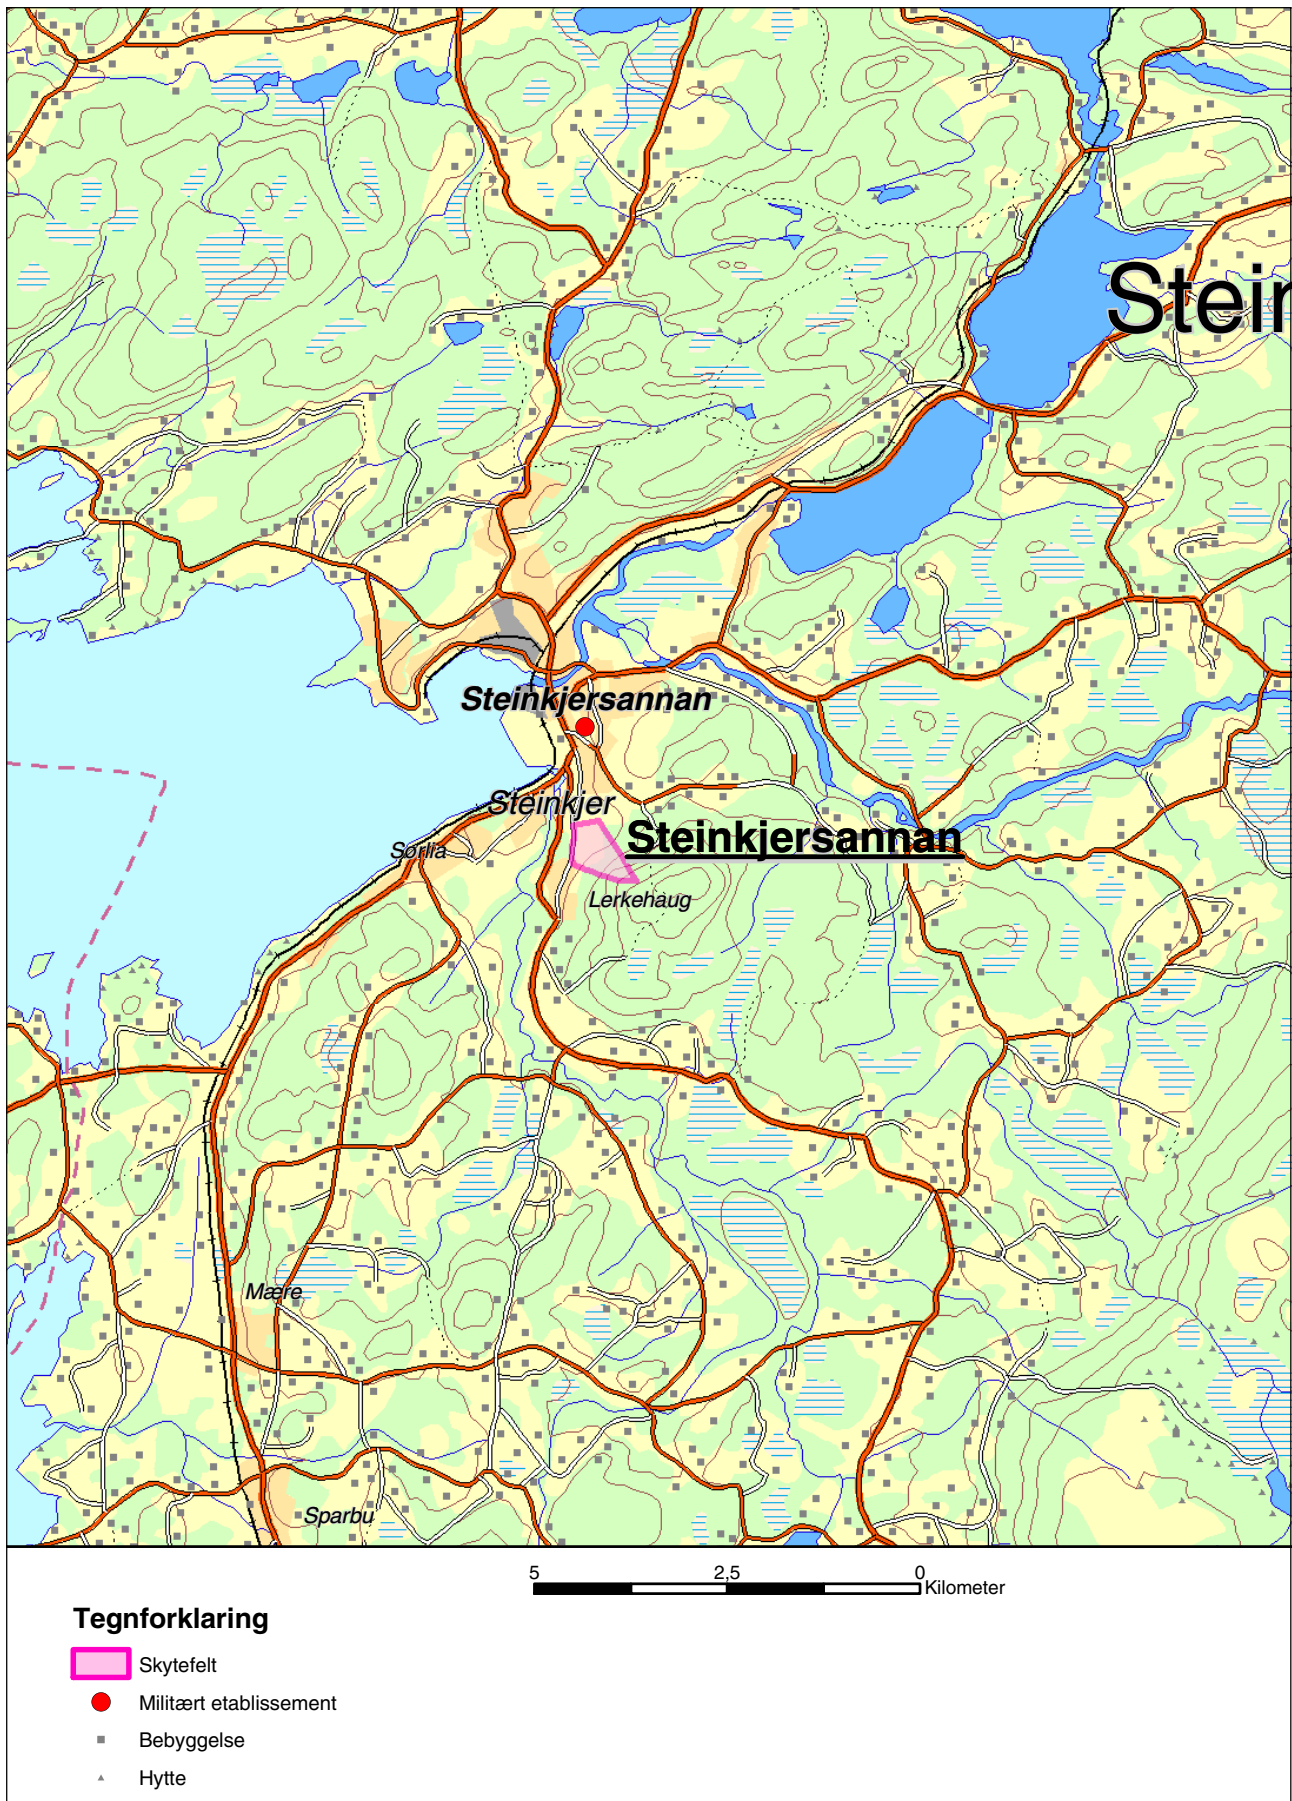 Stein
Steinkjersannan
Steinkjer
Steinkjersannan
Sørlia
Lerkehaug
Mære
Sparbu
5 2,5 0
Kilometer
Tegnforklaring
Skytefelt
Militært etablissement
Bebyggelse
Hytte